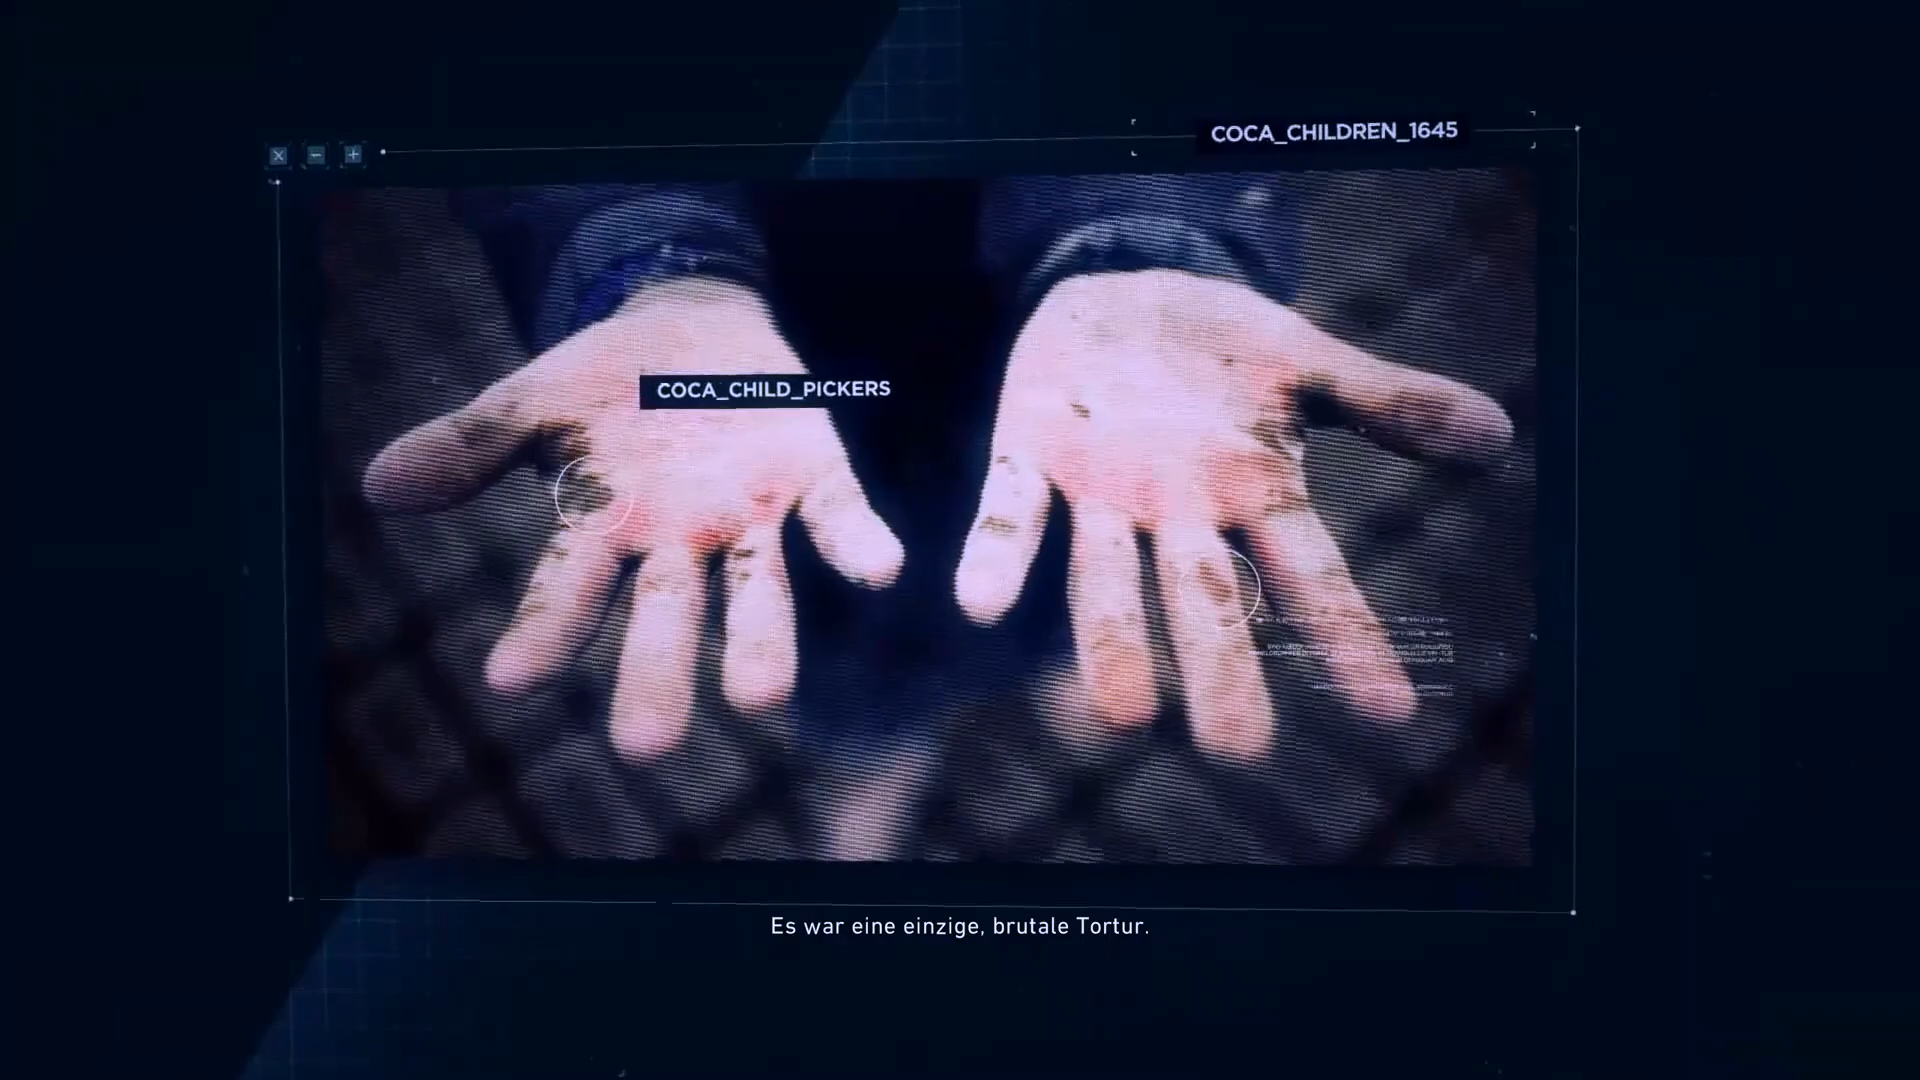 COCA_CHILDREN_1645
COCA_CHILD_PICKERS
Es war eine einzige, brutale Tortur.